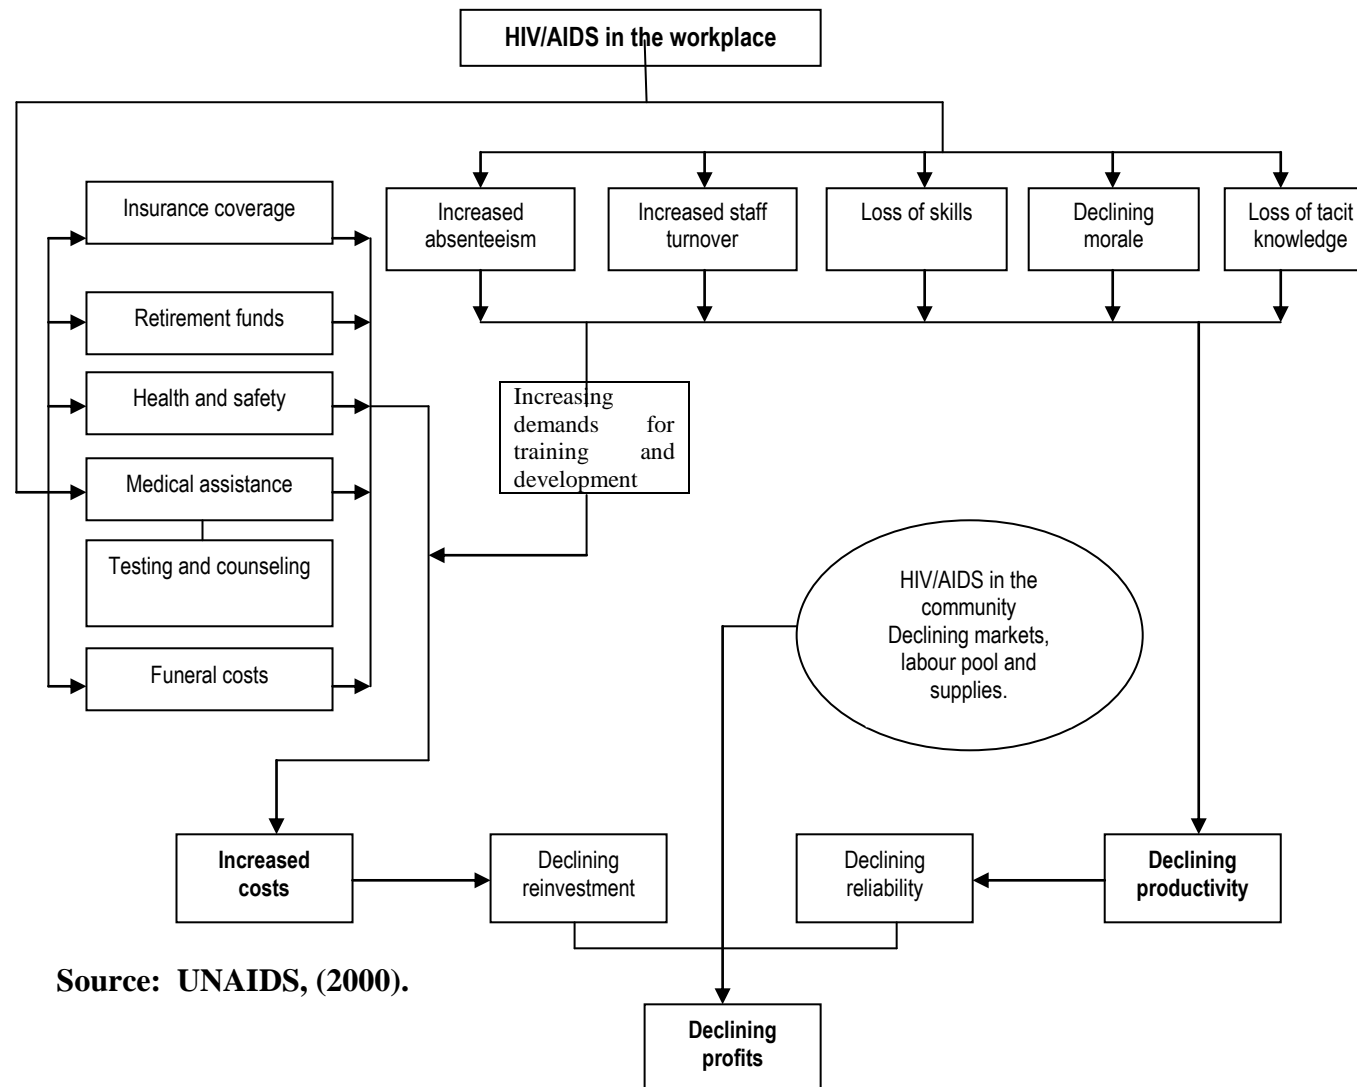 HIV/AIDS in the workplace
Insurance coverage
Retirement funds
Health and safety
Medical assistance
Testing and counseling
Funeral costs
Increased
absenteeism
Increased staff
turnover
Loss of skills
Declining
morale
Loss of tacit
knowledge
Increasing
demands for
training and
development
HIV/AIDS in the
community
Declining markets,
labour pool and
supplies.
Increased
costs
Declining
reinvestment
Declining
reliability
Declining
productivity
Source: UNAIDS, (2000).
Declining
profits